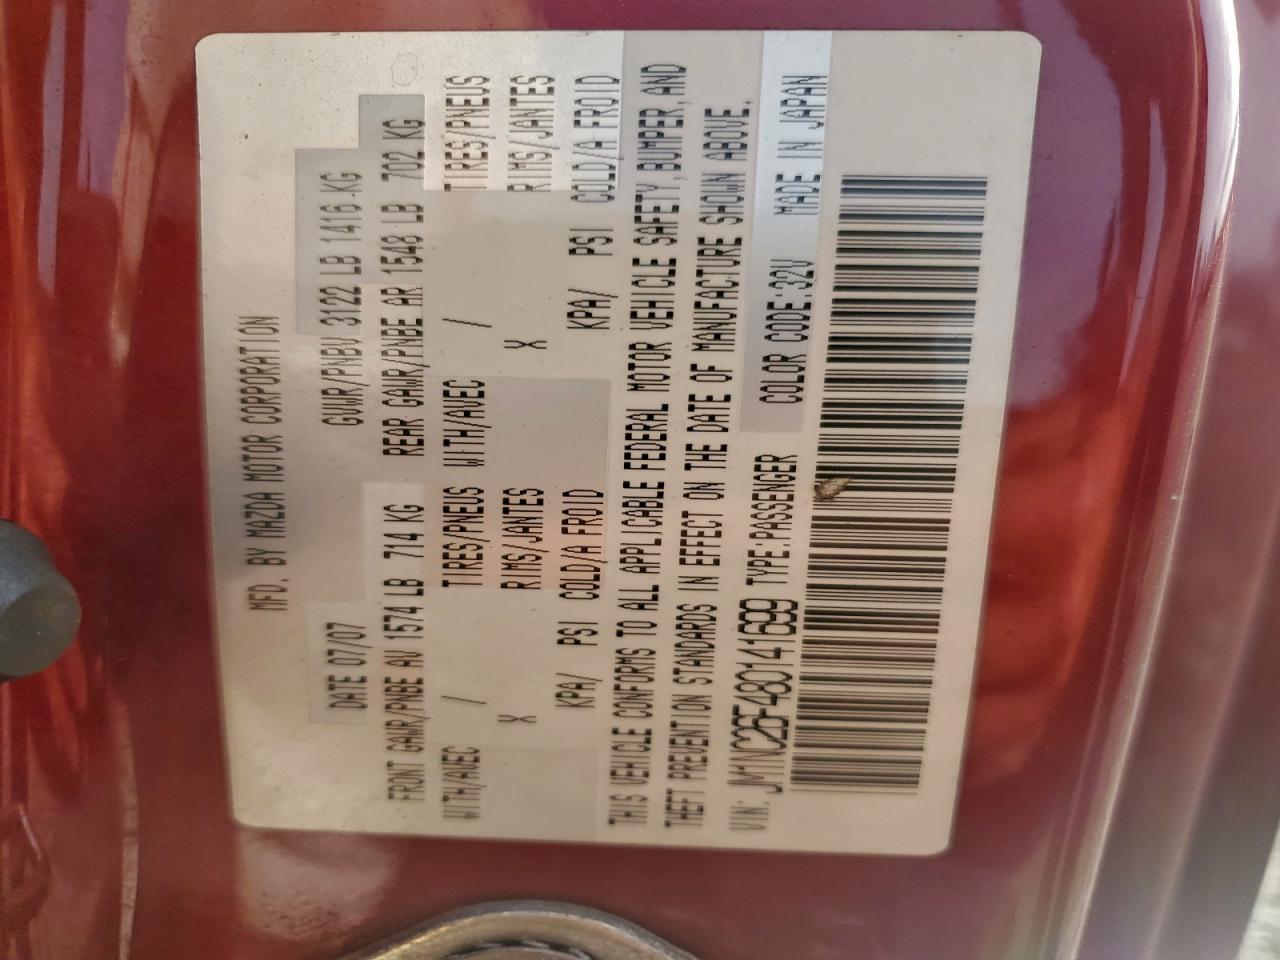 MFD. BY MAZDA MOTOR CORPORATION
DATE 07/07 GVWR/PNBV 3122 LB 1416 KG
FRONT GAWR/PNBE AV 1574 LB 714 KG REAR GAWR/PNBE AR 1548 LB 702 KG
WITH/AVEC / TIRES/PNEUS WITH/AVEC / TIRES/PNEUS
X RIMS/JANTES X RIMS/JANTES
KPA/ PSI COLD/A FROID KPA/ PSI COLD/A FROID
THIS VEHICLE CONFORMS TO ALL APPLICABLE FEDERAL MOTOR VEHICLE SAFETY, BUMPER, AND
THEFT PREVENTION STANDARDS IN EFFECT ON THE DATE OF MANUFACTURE SHOWN ABOVE.
VIN: JM1NC26F480141699 TYPE:PASSENGER COLOR CODE:32V MADE IN JAPAN